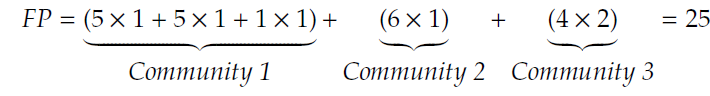 FP = (5 × 1 + 5 × 1 + 1 × 1) + (6 × 1) + (4 × 2) = 25
Community 1 Community 2 Community 3